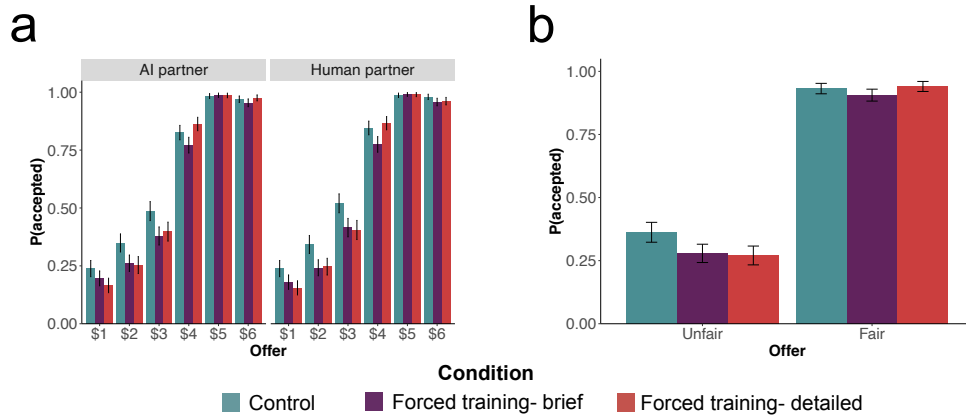 a
AI partner Human partner
P(accepted)
1.00
0.75
0.50
0.25
0.00
$1 $2 $3 $4 $5 $6 $1 $2 $3 $4 $5 $6
Offer
b
P(accepted)
1.00
0.75
0.50
0.25
0.00
Unfair Fair
Offer
Condition
Control Forced training- brief Forced training- detailed